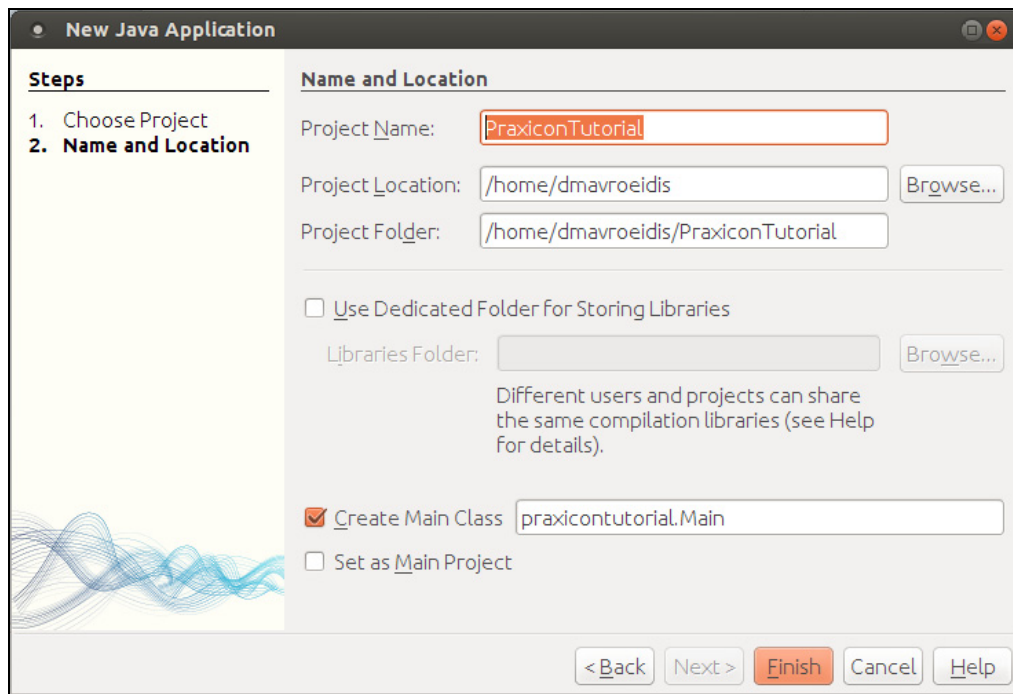 New Java Application
Steps
1. Choose Project
2. Name and Location
Name and Location
Project Name: PraxiconTutorial
Project Location: /home/dmavroeidis Browse...
Project Folder: /home/dmavroeidis/PraxiconTutorial
Use Dedicated Folder for Storing Libraries
Libraries Folder: Browse...
Different users and projects can share
the same compilation libraries (see Help
for details).
Create Main Class praxicontutorial.Main
Set as Main Project
< Back Next > Finish Cancel Help